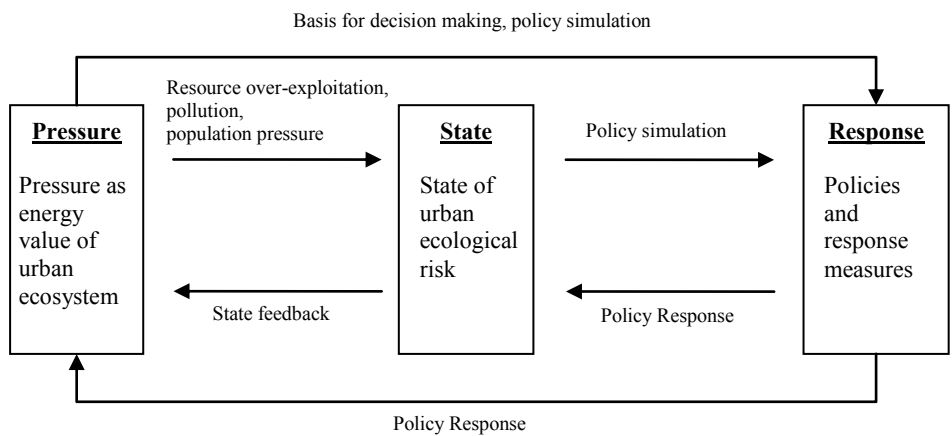 Basis for decision making, policy simulation
Resource over-exploitation,
pollution,
population pressure
Pressure
Pressure as
energy
value of
urban
ecosystem
State
State of
urban
ecological
risk
Policy simulation
Response
Policies
and
response
measures
State feedback
Policy Response
Policy Response